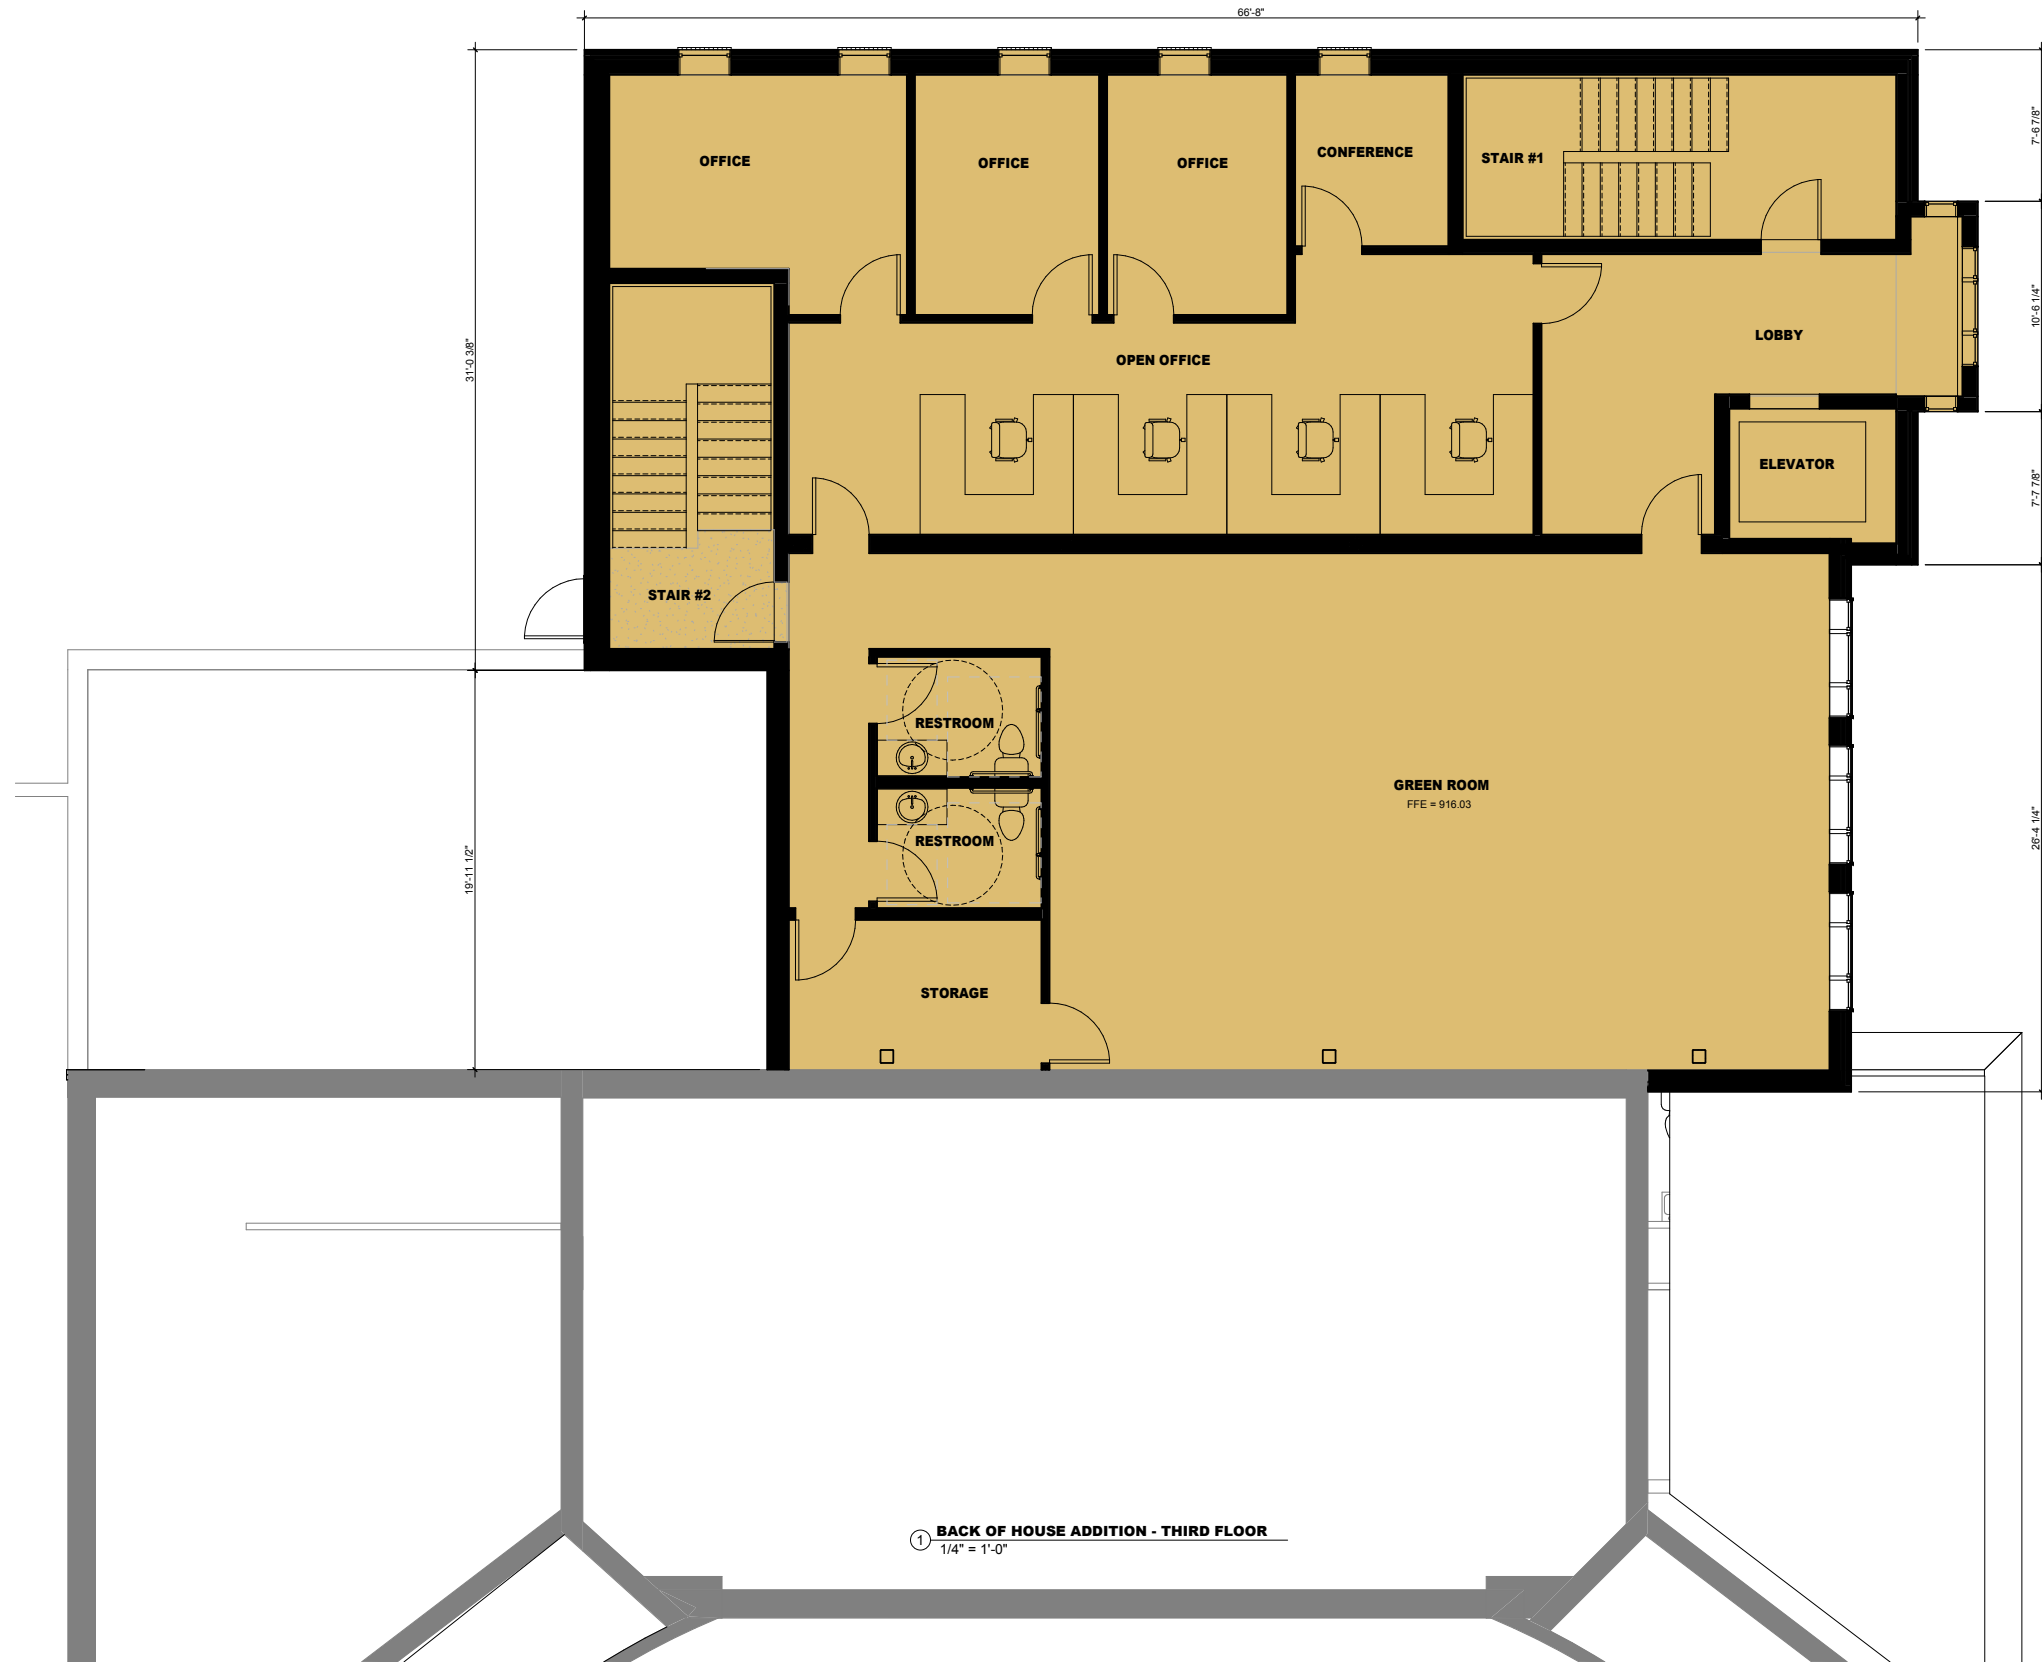 66'-8"
7'-6 7/8"
OFFICE
OFFICE
OFFICE
CONFERENCE
STAIR #1
10'-6 1/4"
LOBBY
31'-0 3/8"
OPEN OFFICE
ELEVATOR
7'-7 7/8"
STAIR #2
RESTROOM
GREEN ROOM
FFE = 916.03
RESTROOM
26'-4 1/4"
19'-11 1/2"
STORAGE
1 BACK OF HOUSE ADDITION - THIRD FLOOR
1/4" = 1'-0"